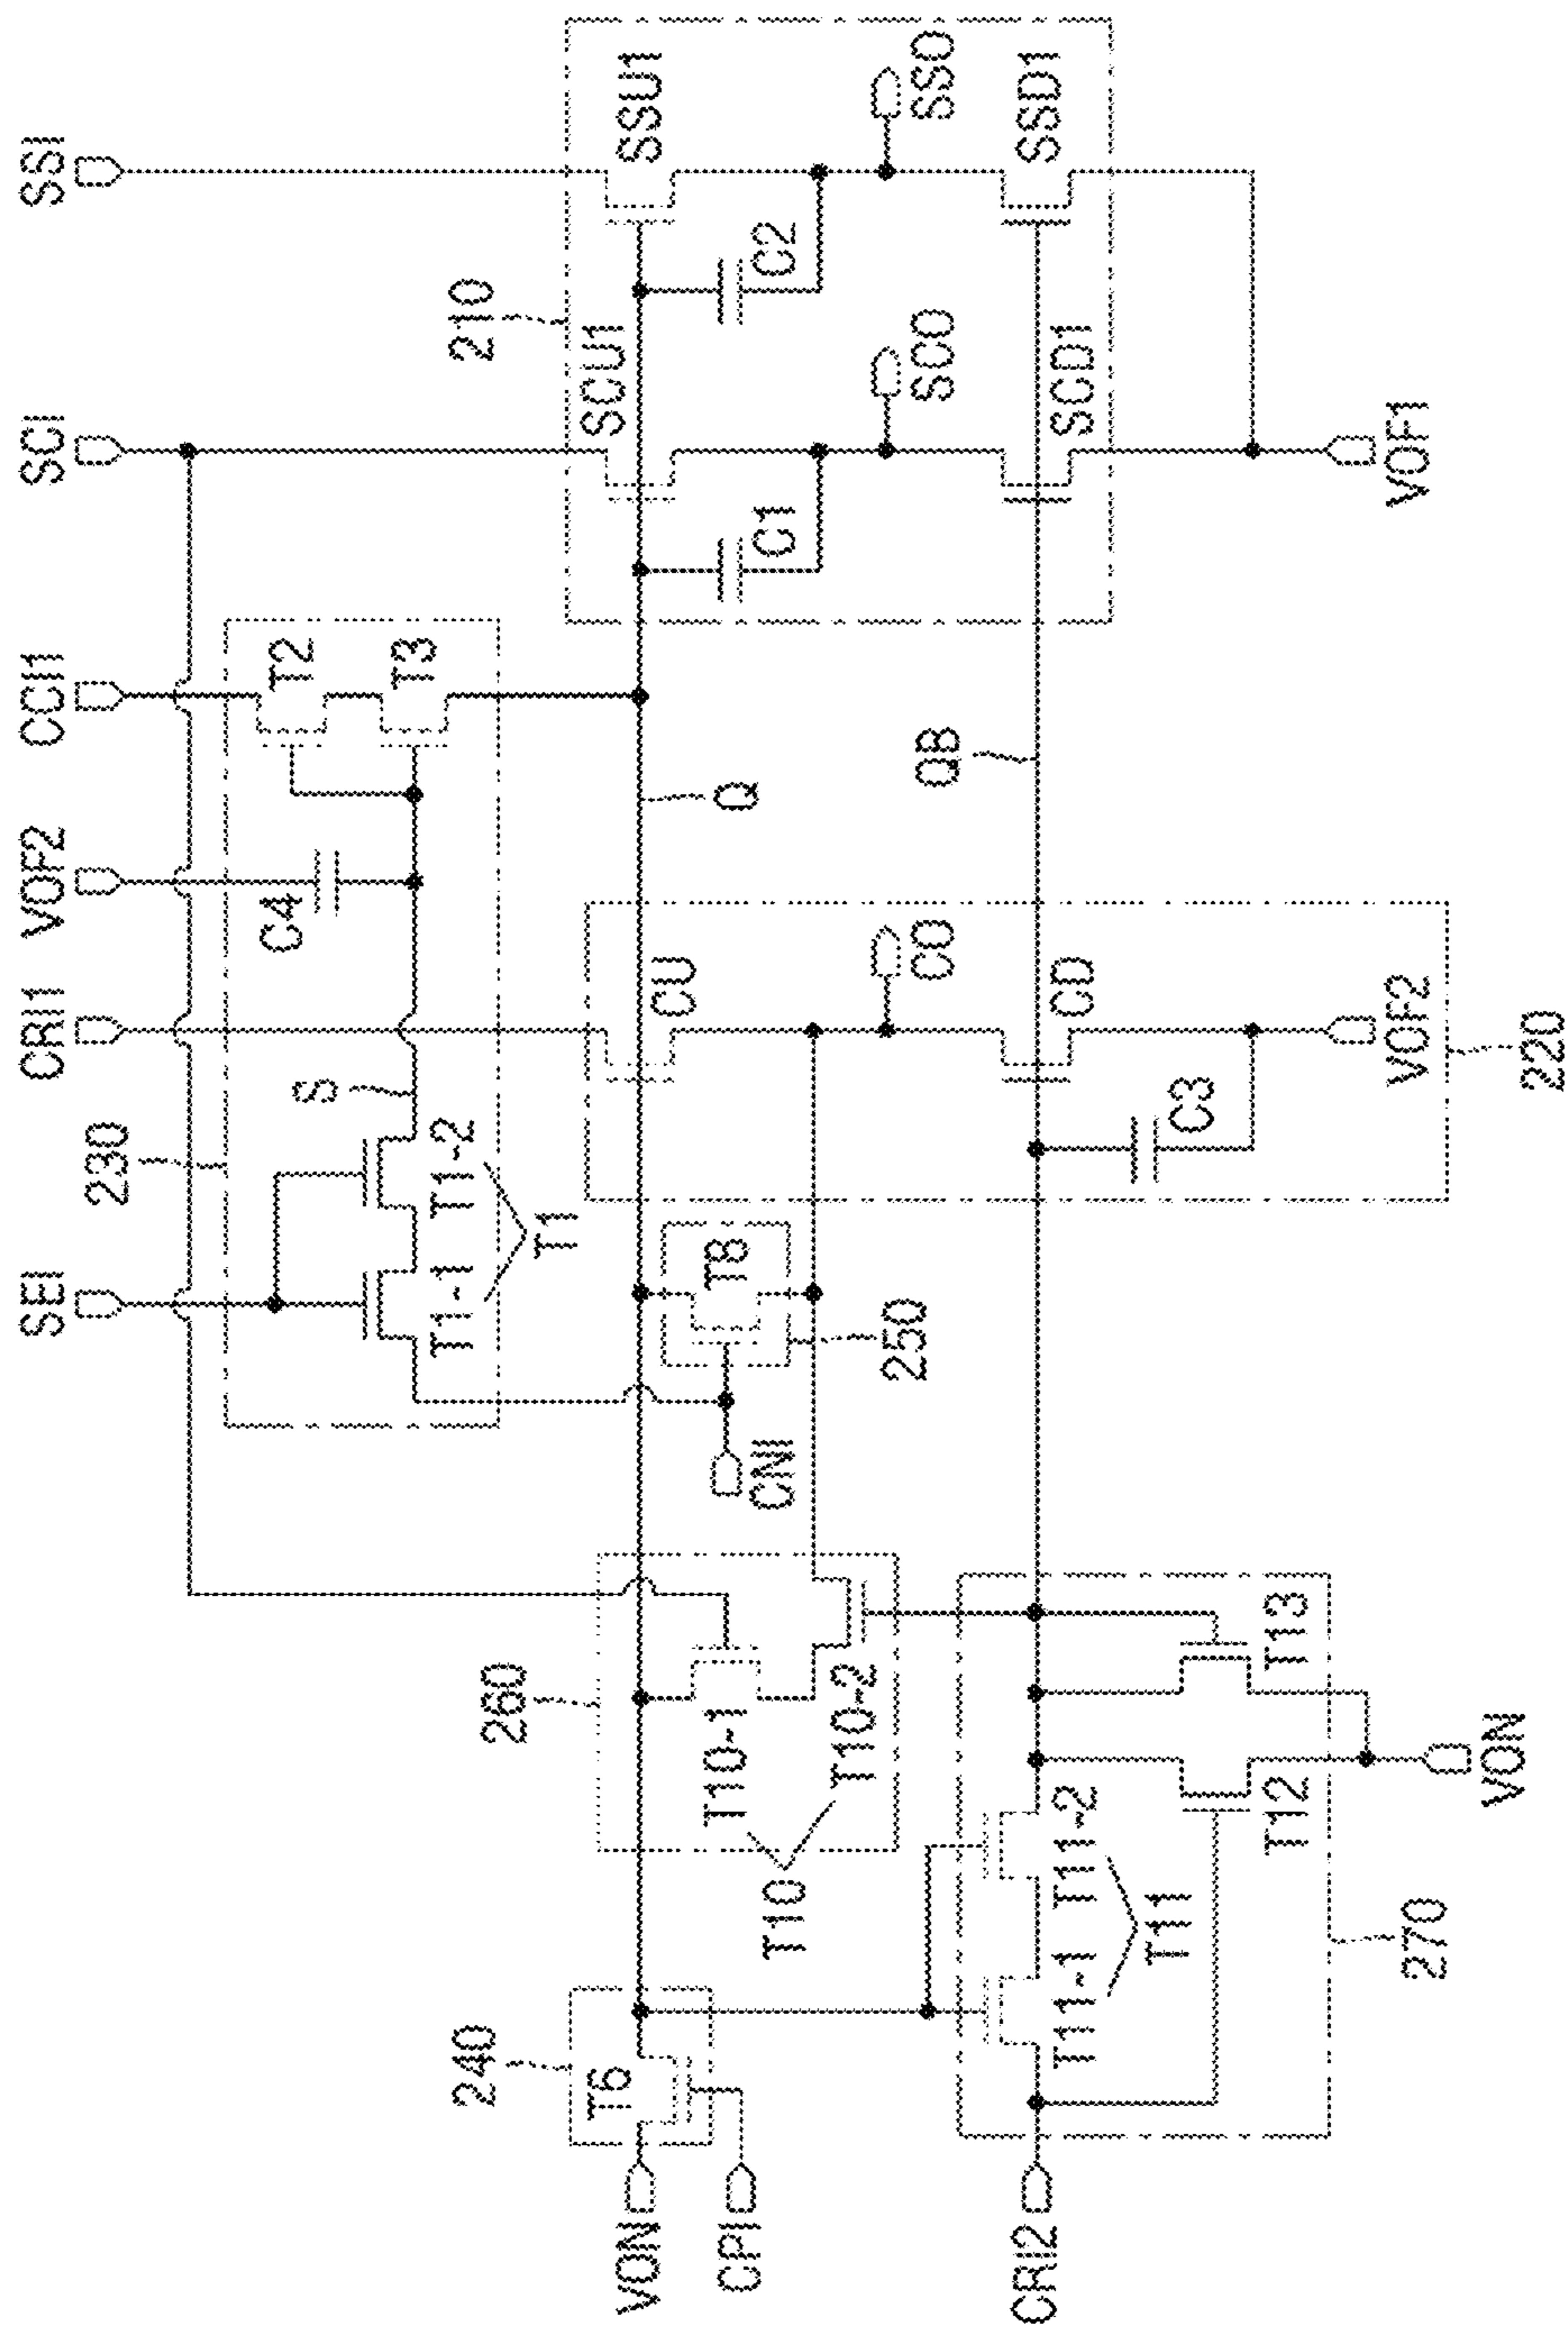 SEI
CRI1
VOF2
CCI1
SCI
SSI
230
S
C4
T2
T3
T1-1
T1-2
T1
240
260
210
T6
SCU1
SSU1
VON
CU
T10-1
T8
Q
CPI
CNI
C1
C2
T10
T10-2
250
QB
CO
SCO
SSO
CRI2
T11-1
T11-2
CD
SCD1
SSD1
T11
C3
T12
T13
270
VOF2
VOF1
VON
220